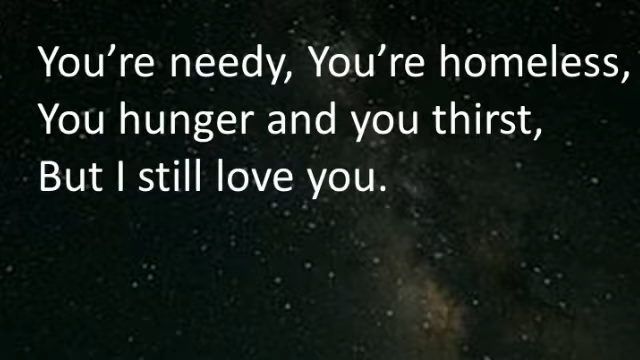 You’re needy, You’re homeless,
You hunger and you thirst,
But I still love you.